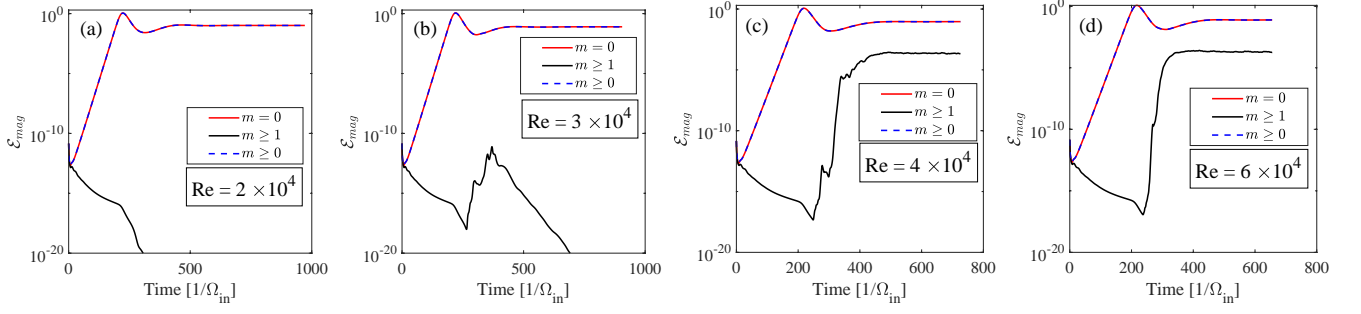 (a)
10^0
10^-10
10^-20
ℰ_mag
m = 0
m ≥ 1
m ≥ 0
Re = 2 ×10^4
0 500 1000
Time [1/Ω_in]
(b)
10^0
10^-10
10^-20
ℰ_mag
m = 0
m ≥ 1
m ≥ 0
Re = 3 ×10^4
0 500 1000
Time [1/Ω_in]
(c)
10^0
10^-10
10^-20
ℰ_mag
m = 0
m ≥ 1
m ≥ 0
Re = 4 ×10^4
0 200 400 600 800
Time [1/Ω_in]
(d)
10^0
10^-10
10^-20
ℰ_mag
m = 0
m ≥ 1
m ≥ 0
Re = 6 ×10^4
0 200 400 600 800
Time [1/Ω_in]